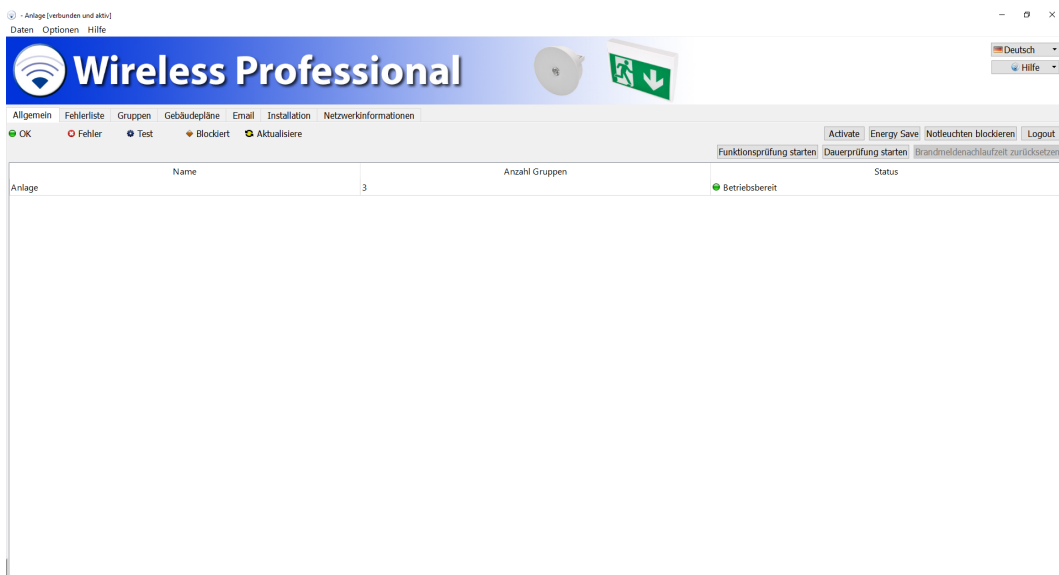 - Anlage [verbunden und aktiv]
Daten Optionen Hilfe
Wireless Professional
Deutsch
Hilfe
Allgemein Fehlerliste Gruppen Gebäudepläne Email Installation Netzwerkinformationen
OK Fehler Test Blockiert Aktualisiere Activate Energy Save Notleuchten blockieren Logout
Funktionsprüfung starten Dauerprüfung starten Brandmeldenachlaufzeit zurücksetzen
Name Anzahl Gruppen Status
Anlage 3 Betriebsbereit